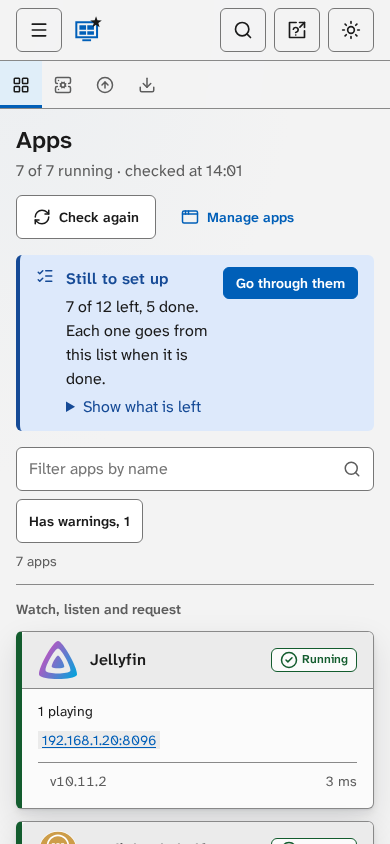 Apps
7 of 7 running · checked at 14:01
Check again
Manage apps
Still to set up
Go through them
7 of 12 left, 5 done.
Each one goes from
this list when it is
done.
Show what is left
Filter apps by name
Has warnings, 1
7 apps
Watch, listen and request
Jellyfin
Running
1 playing
192.168.1.20:8096
v10.11.2
3 ms